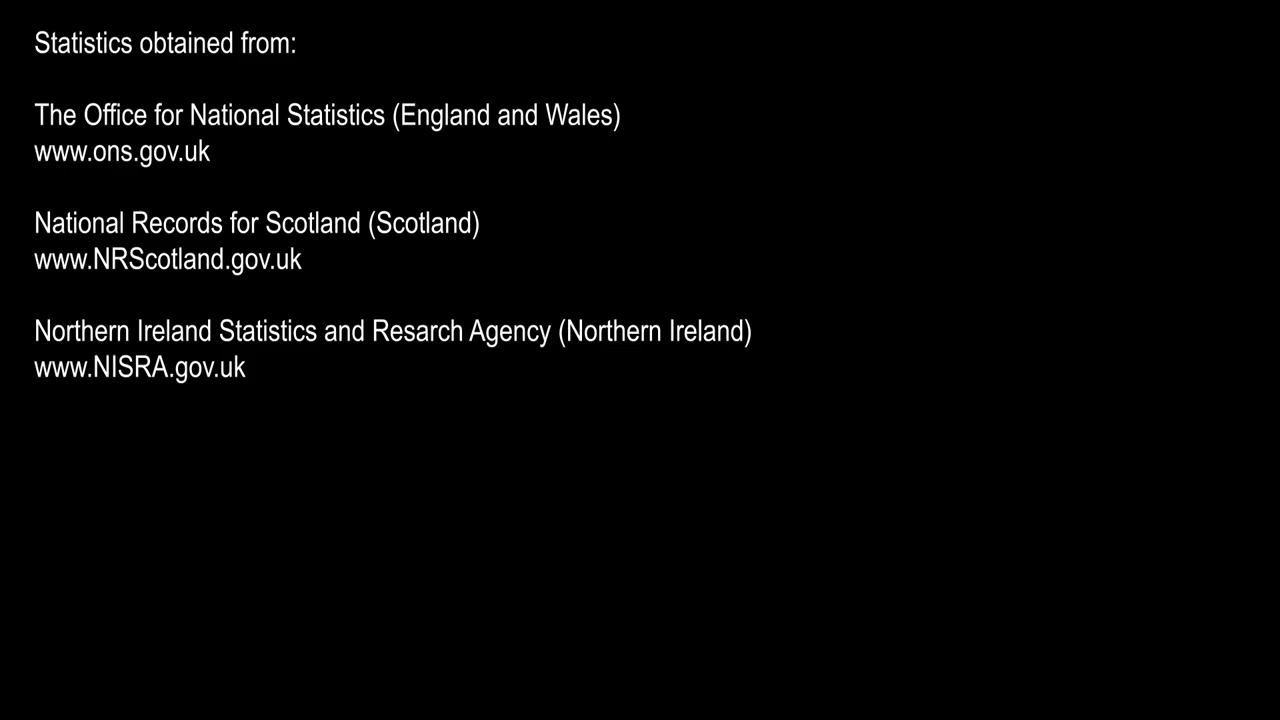 Statistics obtained from:
The Office for National Statistics (England and Wales)
www.ons.gov.uk
National Records for Scotland (Scotland)
www.NRScotland.gov.uk
Northern Ireland Statistics and Resarch Agency (Northern Ireland)
www.NISRA.gov.uk